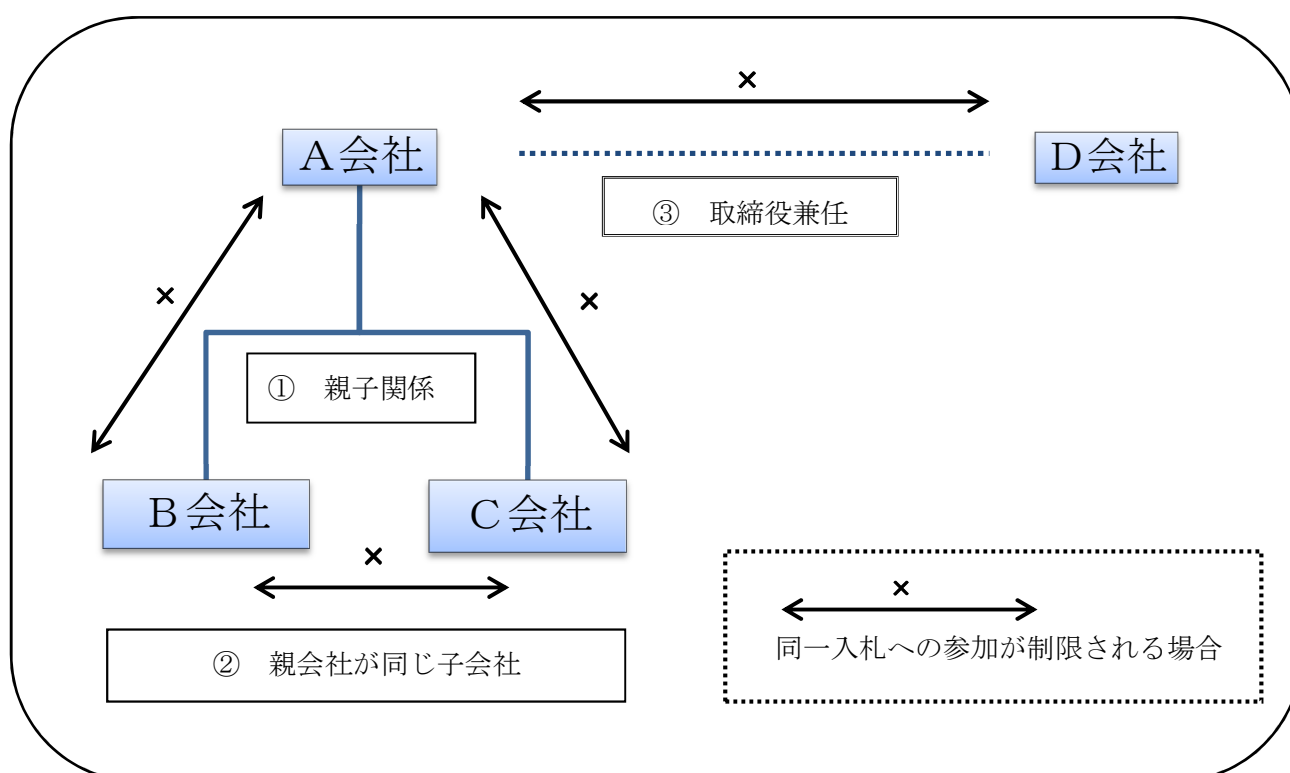 ×
Ａ会社
Ｄ会社
③　取締役兼任
×
×
①　親子関係
Ｂ会社
Ｃ会社
×
②　親会社が同じ子会社
×
同一入札への参加が制限される場合